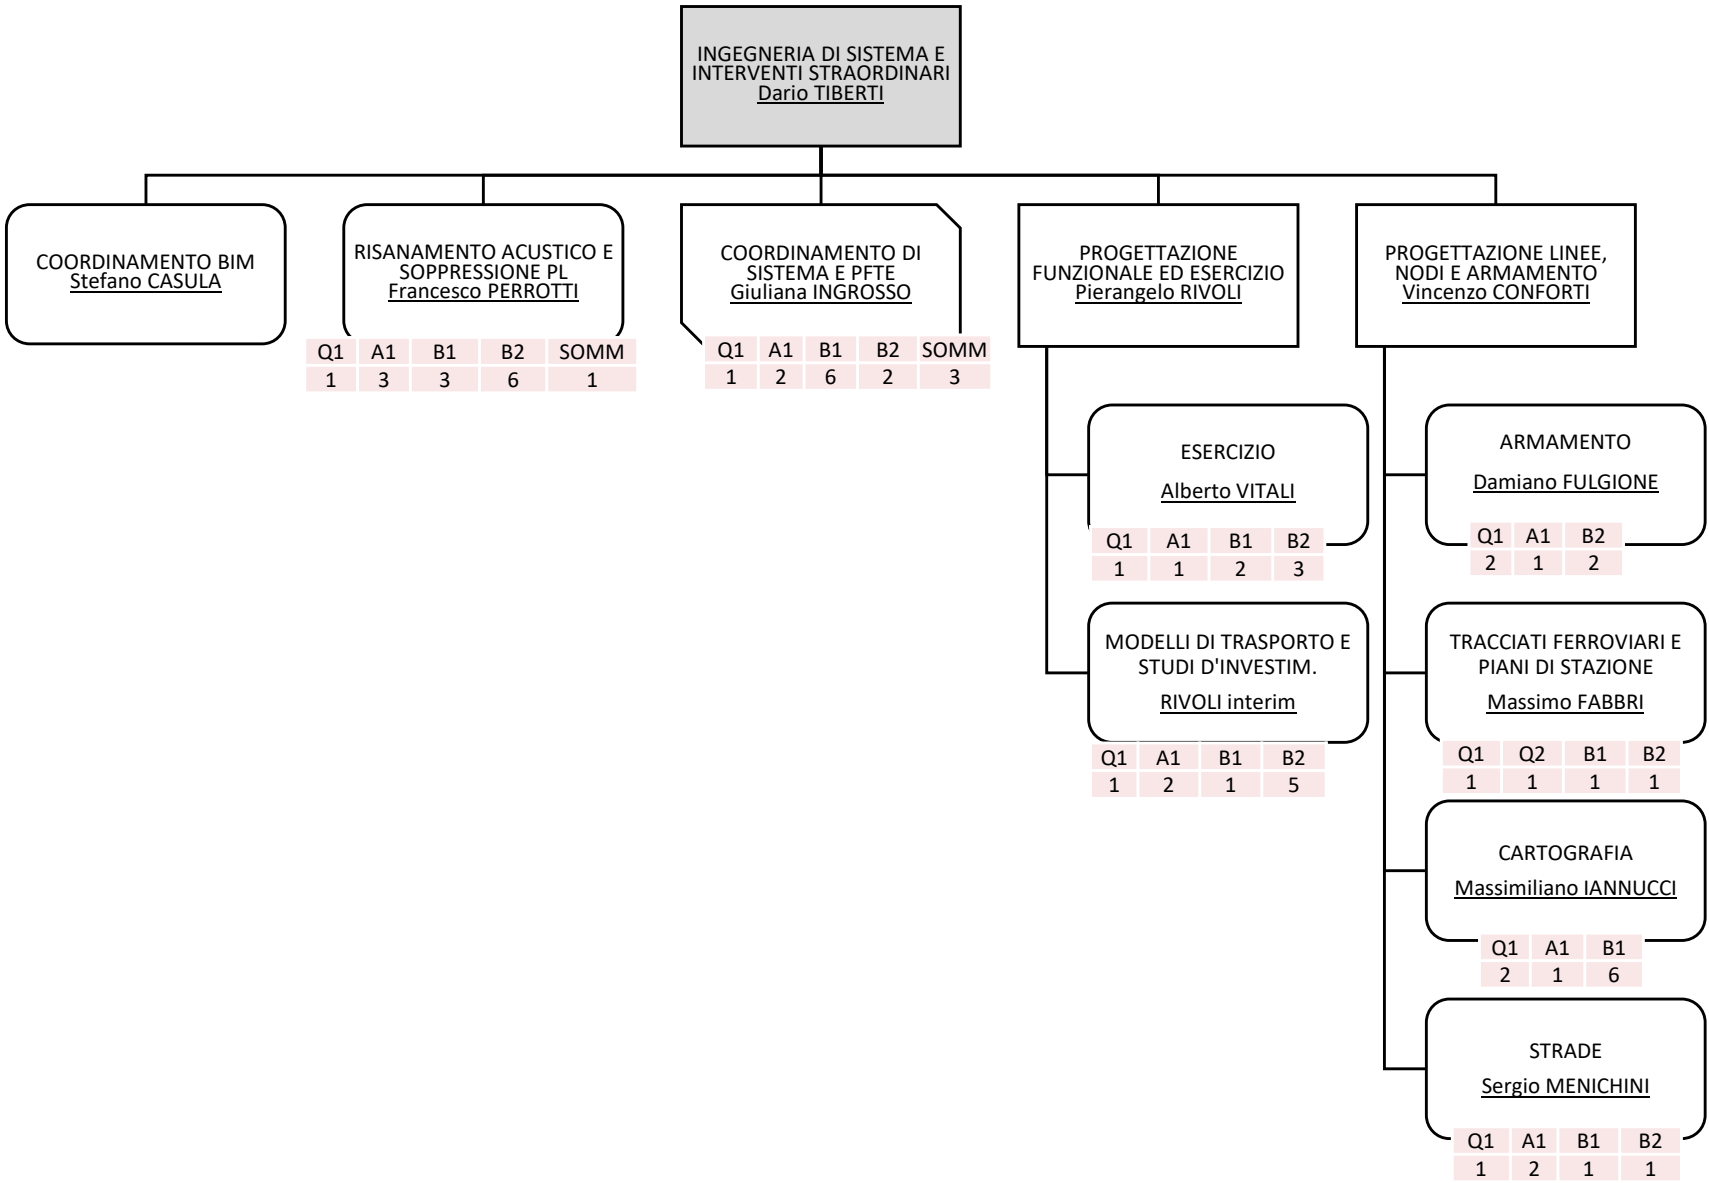 INGEGNERIA DI SISTEMA E
INTERVENTI STRAORDINARI
Dario TIBERTI
COORDINAMENTO BIM
Stefano CASULA
RISANAMENTO ACUSTICO E
SOPPRESSIONE PL
Francesco PERROTTI
Q1 A1 B1 B2 SOMM
1 3 3 6 1
COORDINAMENTO DI
SISTEMA E PFTE
Giuliana INGROSSO
Q1 A1 B1 B2 SOMM
1 2 6 2 3
PROGETTAZIONE
FUNZIONALE ED ESERCIZIO
Pierangelo RIVOLI
ESERCIZIO
Alberto VITALI
Q1 A1 B1 B2
1 1 2 3
MODELLI DI TRASPORTO E
STUDI D'INVESTIM.
RIVOLI interim
Q1 A1 B1 B2
1 2 1 5
PROGETTAZIONE LINEE,
NODI E ARMAMENTO
Vincenzo CONFORTI
ARMAMENTO
Damiano FULGIONE
Q1 A1 B2
2 1 2
TRACCIATI FERROVIARI E
PIANI DI STAZIONE
Massimo FABBRI
Q1 Q2 B1 B2
1 1 1 1
CARTOGRAFIA
Massimiliano IANNUCCI
Q1 A1 B1
2 1 6
STRADE
Sergio MENICHINI
Q1 A1 B1 B2
1 2 1 1